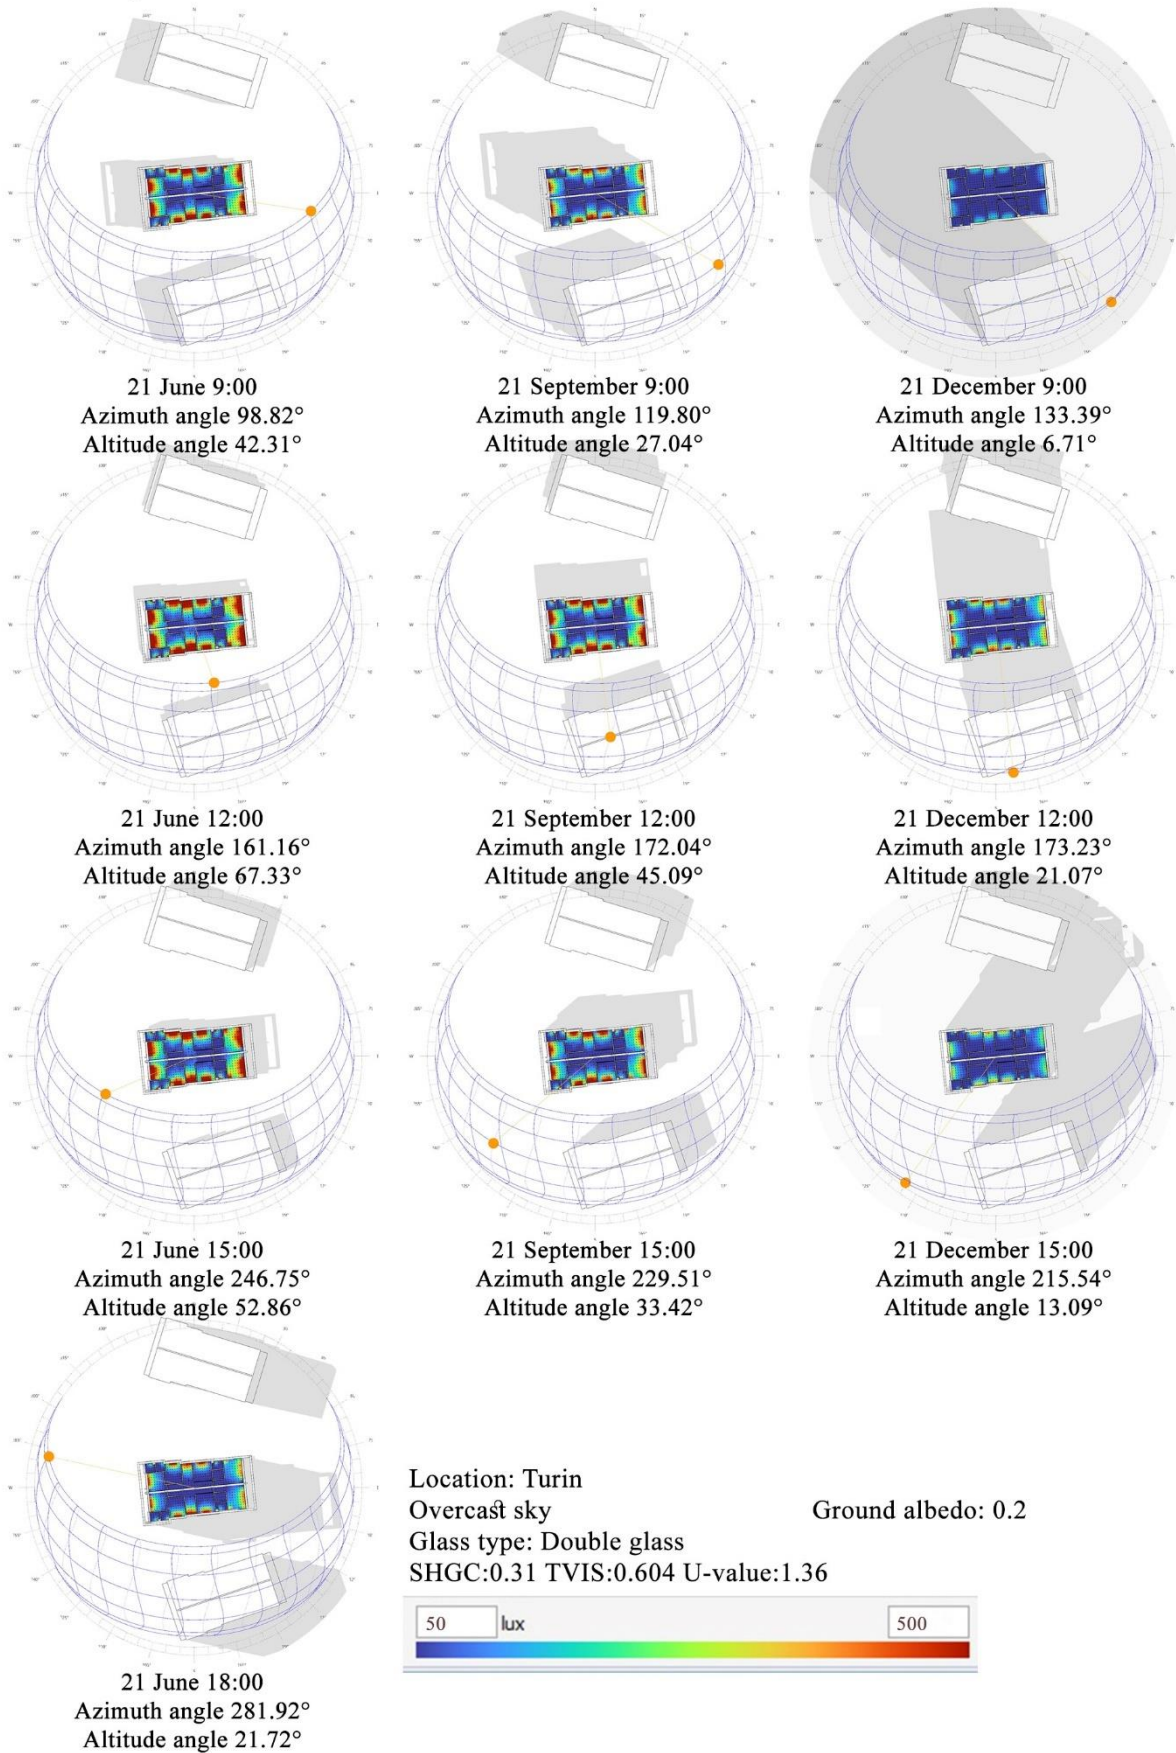 21 June 9:00
Azimuth angle 98.82°
Altitude angle 42.31°
21 September 9:00
Azimuth angle 119.80°
Altitude angle 27.04°
21 December 9:00
Azimuth angle 133.39°
Altitude angle 6.71°
21 June 12:00
Azimuth angle 161.16°
Altitude angle 67.33°
21 September 12:00
Azimuth angle 172.04°
Altitude angle 45.09°
21 December 12:00
Azimuth angle 173.23°
Altitude angle 21.07°
21 June 15:00
Azimuth angle 246.75°
Altitude angle 52.86°
21 September 15:00
Azimuth angle 229.51°
Altitude angle 33.42°
21 December 15:00
Azimuth angle 215.54°
Altitude angle 13.09°
21 June 18:00
Azimuth angle 281.92°
Altitude angle 21.72°
Location: Turin
Overcast sky Ground albedo: 0.2
Glass type: Double glass
SHGC:0.31 TVIS:0.604 U-value:1.36
50 lux 500